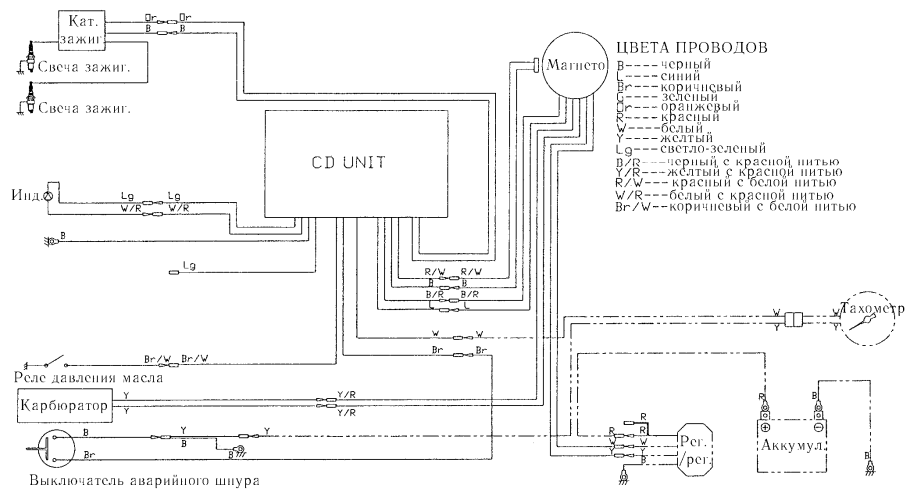 Кат.
зажиг.
Or Or
B B
Свеча зажиг.
Свеча зажиг.
CD UNIT
Магнето
ЦВЕТА ПРОВОДОВ
B----черный
L----синий
Br----коричневый
G----зеленый
Or----оранжевый
R----красный
W----белый
Y----желтый
Lg---светло-зеленый
B/R---черный с красной нитью
Y/R---желтый с красной нитью
R/W---красный с белой нитью
W/R---белый с красной нитью
Br/W--коричневый с белой нитью
Инд.
Lg Lg
W/R W/R
B
Lg
R/W R/W
B B
B/R B/R
L L
W W
Br Br
W W
Y Y
Тахометр
Br/W Br/W
Реле давления масла
Карбюратор
Y Y/R
Y Y/R
B Y Y
B
Br B
Выключатель аварийного шнура
R
R R
W W
Y Y
B
Рег.
/рег.
R B
Аккумул.
B